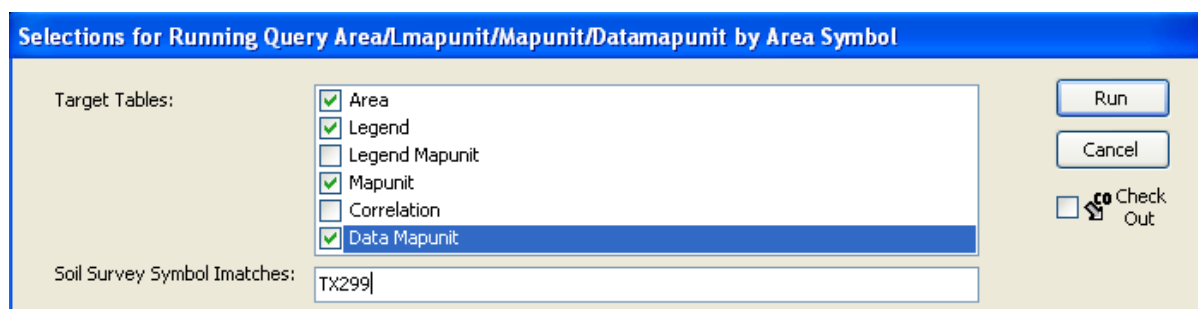 Selections for Running Query Area/Lmapunit/Mapunit/Datamapunit by Area Symbol
Target Tables:
Area
Legend
Legend Mapunit
Mapunit
Correlation
Data Mapunit
Soil Survey Symbol Imatches:
TX299
Run
Cancel
co Check
Out